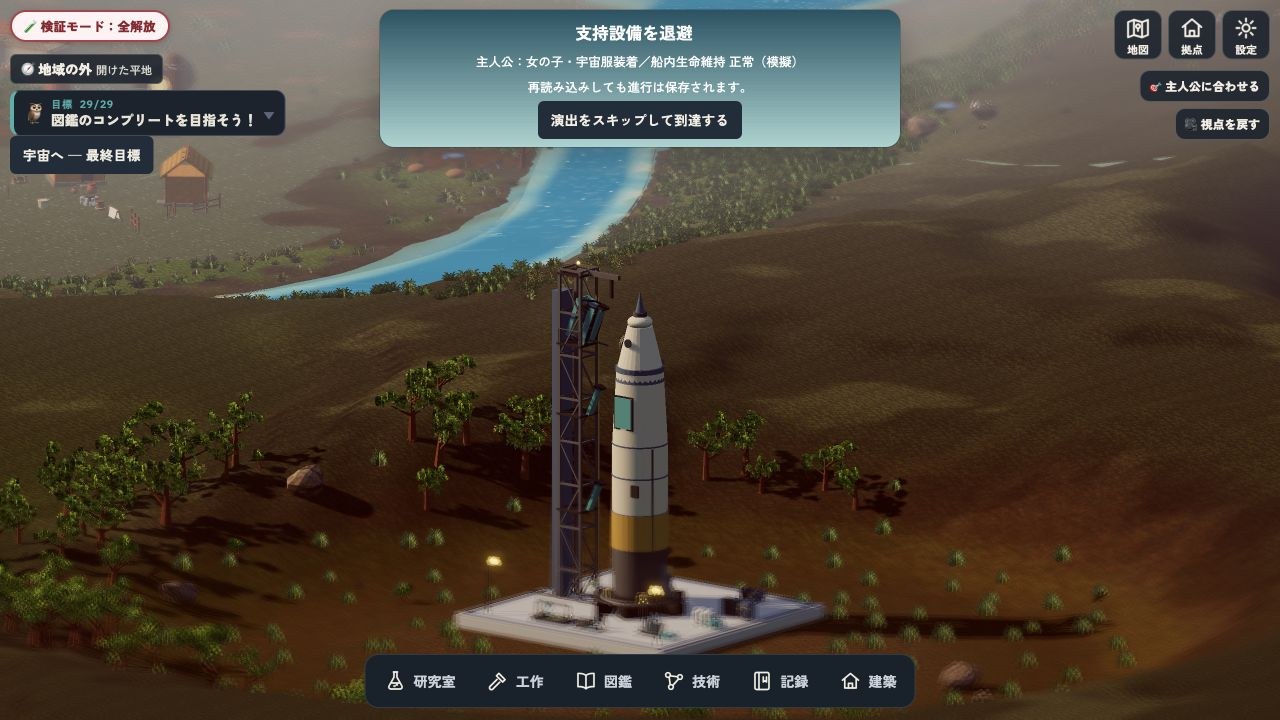 検証モード：全解放
地域の外 開けた平地
目標 29/29
図鑑のコンプリートを目指そう！
宇宙へ — 最終目標
支持設備を退避
主人公：女の子・宇宙服装着／船内生命維持 正常（模擬）
再読み込みしても進行は保存されます。
演出をスキップして到達する
地図
拠点
設定
主人公に合わせる
視点を戻す
研究室
工作
図鑑
技術
記録
建築